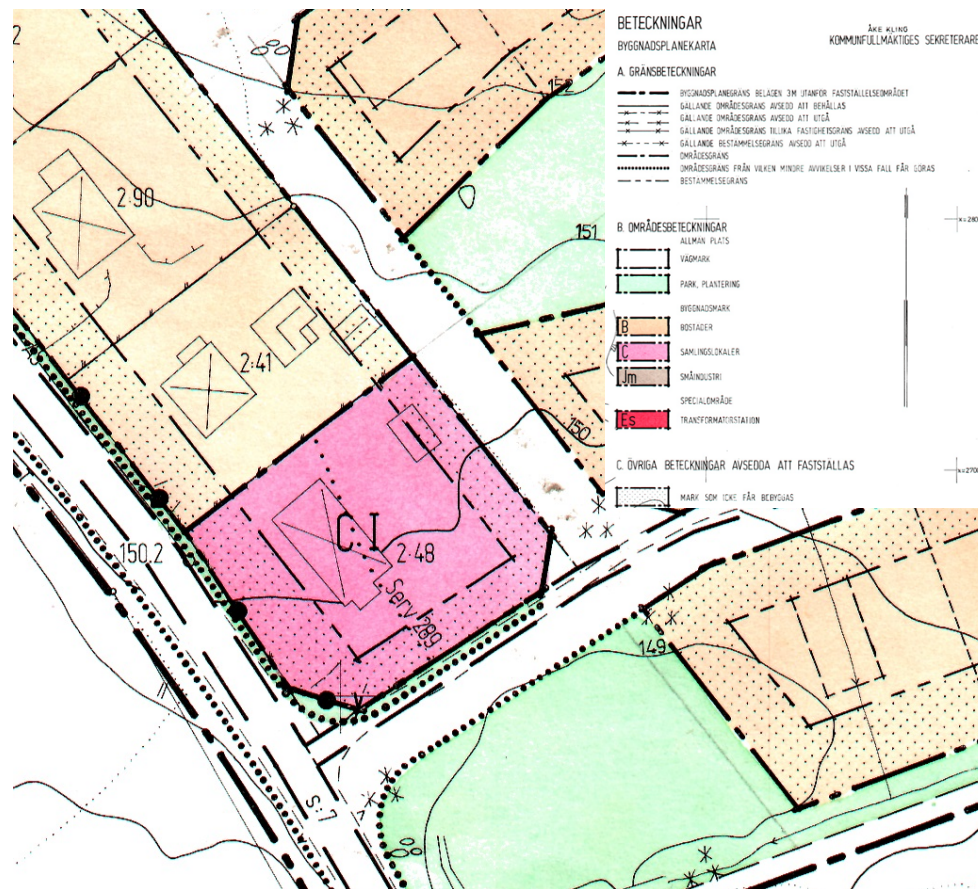 BETECKNINGAR
BYGGNADSPLANEKARTA
ÅKE KLING
KOMMUNFULLMÄKTIGES SEKRETERARE
A. GRÄNSBETECKNINGAR
BYGGNADSPLANEGRÄNS BELÄGEN 3M UTANFÖR FASTSTÄLLELSEOMRÅDET
GÄLLANDE OMRÅDESGRÄNS AVSEDD ATT BEHÅLLAS
GÄLLANDE OMRÅDESGRÄNS AVSEDD ATT UTGÅ
GÄLLANDE OMRÅDESGRÄNS TILLIKA FASTIGHETSGRÄNS AVSEDD ATT UTGÅ
GÄLLANDE BESTÄMMELSEGRÄNS AVSEDD ATT UTGÅ
OMRÅDESGRÄNS
OMRÅDESGRÄNS FRÅN VILKEN MINDRE AVVIKELSER I VISSA FALL FÅR GÖRAS
BESTÄMMELSEGRÄNS
B. OMRÅDESBETECKNINGAR
ALLMÄN PLATS
VÄGMARK
PARK, PLANTERING
BYGGNADSMARK
B BOSTÄDER
C SAMLINGSLOKALER
Jm SMÅINDUSTRI
SPECIALOMRÅDE
Es TRANSFORMATORSTATION
C. ÖVRIGA BETECKNINGAR AVSEDDA ATT FASTSTÄLLAS
MARK SOM ICKE FÅR BEBYGGAS
x=280
x=2700
2
152
2·90
151
2:41
150
C I
2·48
150.2
Serv 289
149
S:7